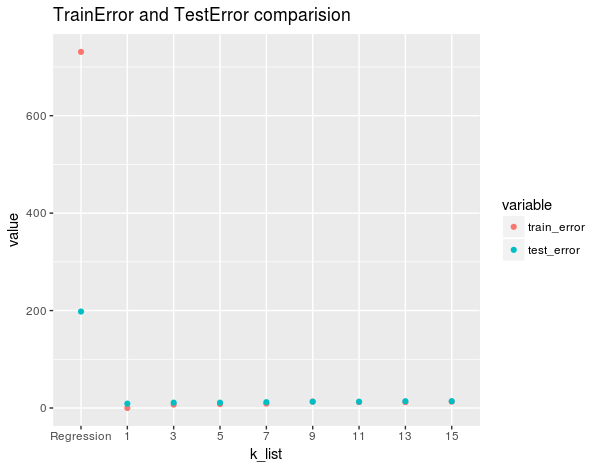 TrainError and TestError comparision
value
600
400
200
0
Regression 1 3 5 7 9 11 13 15
k_list
variable
train_error
test_error